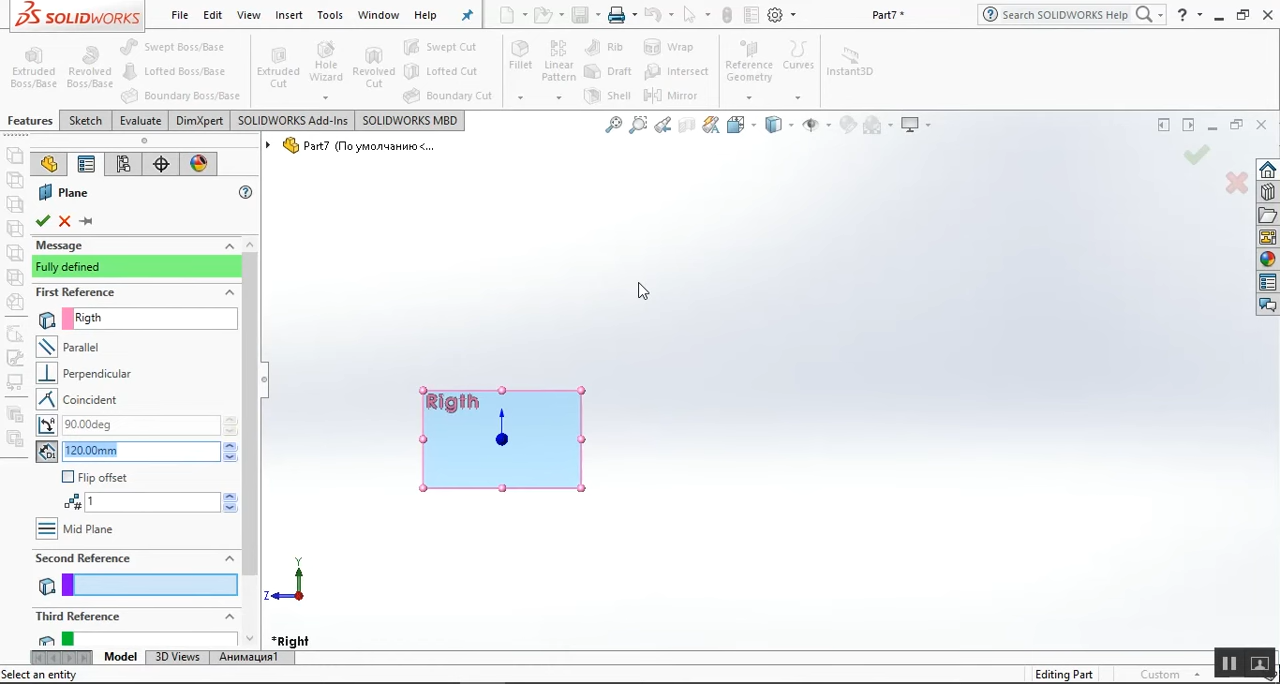 SOLIDWORKS File Edit View Insert Tools Window Help Part7 * Search SOLIDWORKS Help ?
Extruded Boss/Base
Revolved Boss/Base
Swept Boss/Base
Lofted Boss/Base
Boundary Boss/Base
Extruded Cut
Hole Wizard
Revolved Cut
Swept Cut
Lofted Cut
Boundary Cut
Fillet
Linear Pattern
Rib
Draft
Shell
Wrap
Intersect
Mirror
Reference Geometry
Curves
Instant3D
Features Sketch Evaluate DimXpert SOLIDWORKS Add-Ins SOLIDWORKS MBD
Part7 (По умолчанию<...
Plane
Message
Fully defined
First Reference
Rigth
Parallel
Perpendicular
Coincident
90.00deg
120.00mm
Flip offset
1
Mid Plane
Second Reference
Third Reference
Rigth
Y
Z
*Right
Model 3D Views Анимация1
Select an entity Editing Part Custom